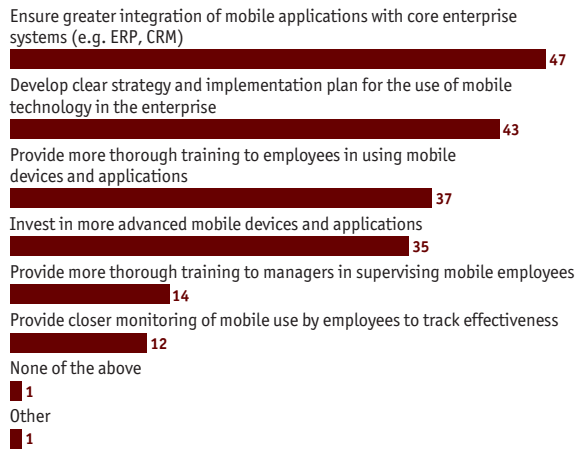 Ensure greater integration of mobile applications with core enterprise
systems (e.g. ERP, CRM)
47
Develop clear strategy and implementation plan for the use of mobile
technology in the enterprise
43
Provide more thorough training to employees in using mobile
devices and applications
37
Invest in more advanced mobile devices and applications
35
Provide more thorough training to managers in supervising mobile employees
14
Provide closer monitoring of mobile use by employees to track effectiveness
12
None of the above
1
Other
1